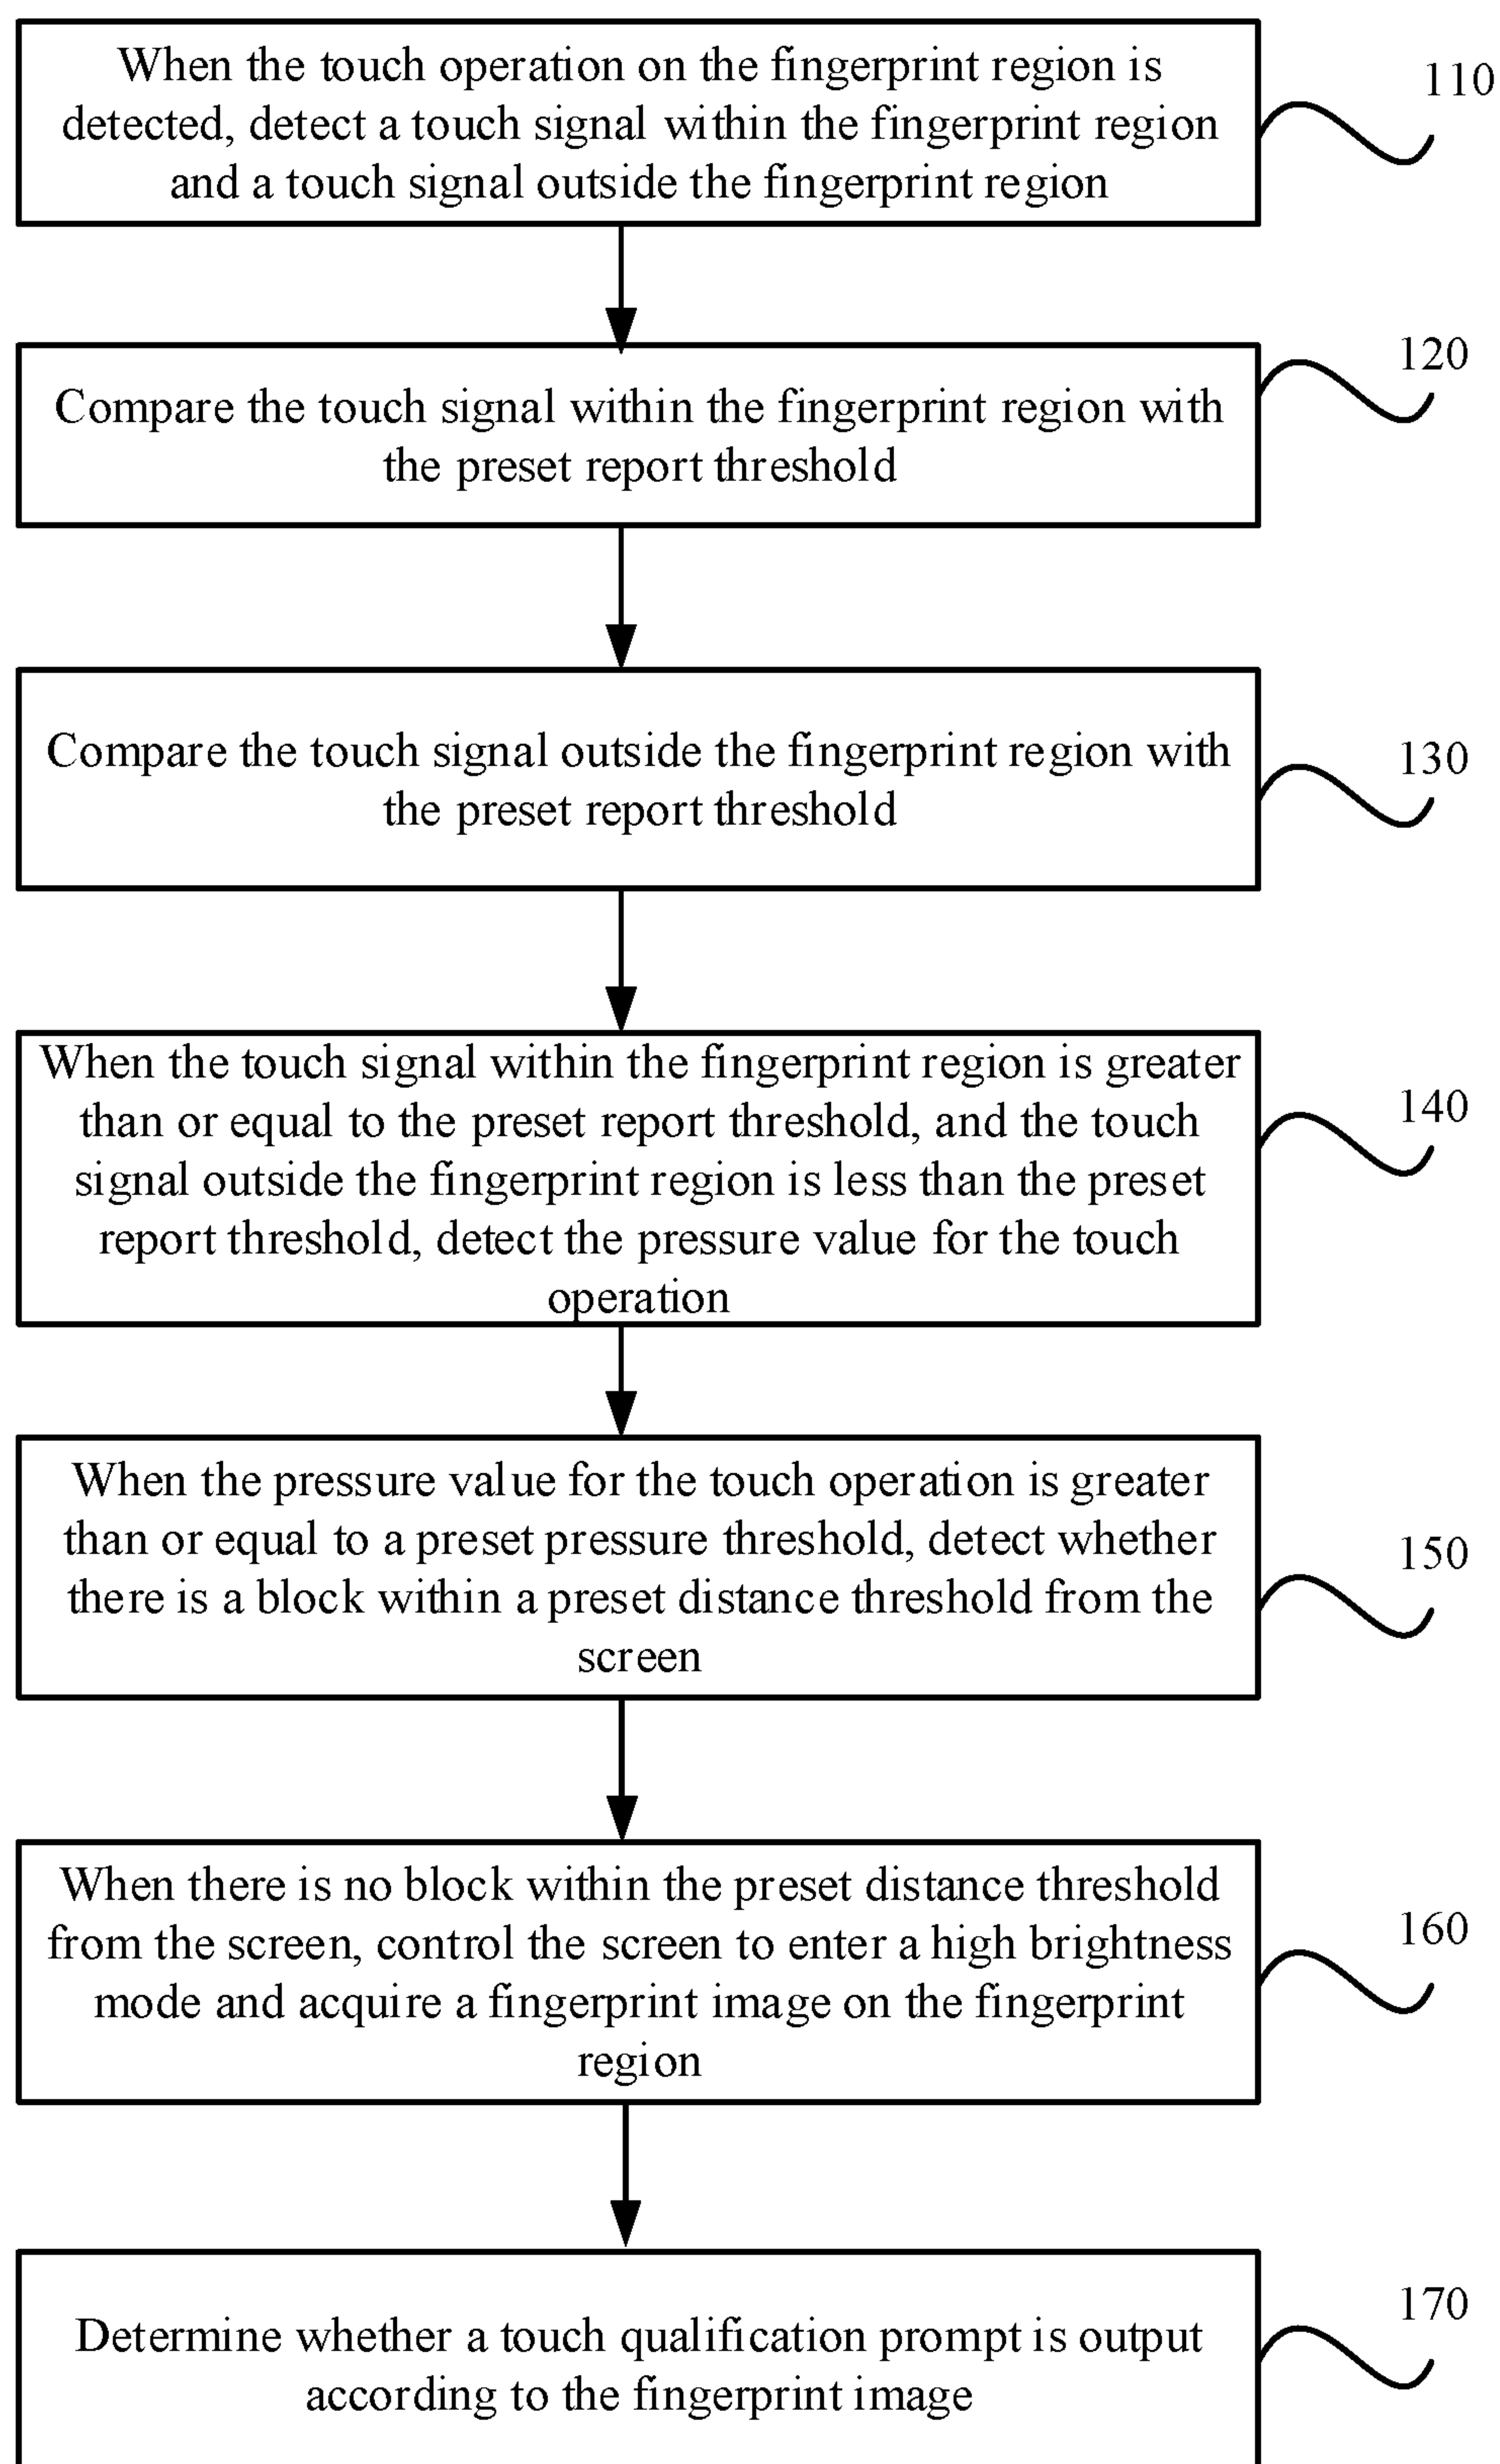 When the touch operation on the fingerprint region is
detected, detect a touch signal within the fingerprint region
and a touch signal outside the fingerprint region
110
Compare the touch signal within the fingerprint region with
the preset report threshold
120
Compare the touch signal outside the fingerprint region with
the preset report threshold
130
When the touch signal within the fingerprint region is greater
than or equal to the preset report threshold, and the touch
signal outside the fingerprint region is less than the preset
report threshold, detect the pressure value for the touch
operation
140
When the pressure value for the touch operation is greater
than or equal to a preset pressure threshold, detect whether
there is a block within a preset distance threshold from the
screen
150
When there is no block within the preset distance threshold
from the screen, control the screen to enter a high brightness
mode and acquire a fingerprint image on the fingerprint
region
160
Determine whether a touch qualification prompt is output
according to the fingerprint image
170